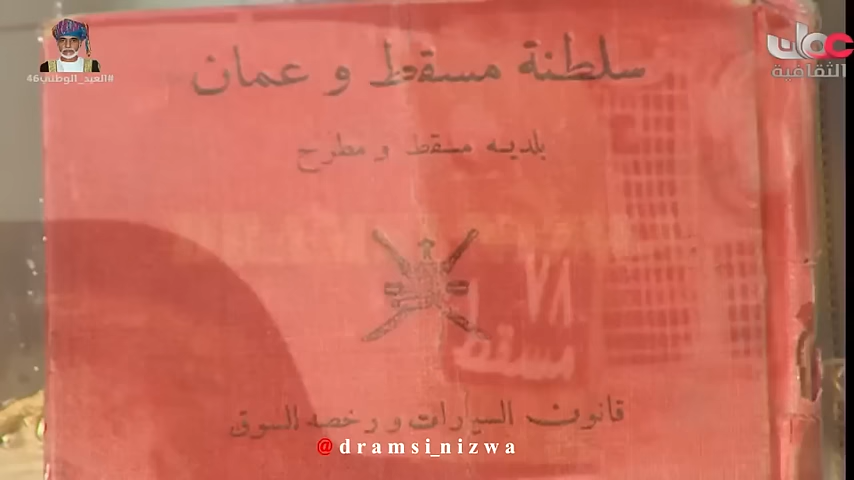 عمان
الثقافية
#العيد_الوطني46
سلطنة مسقط و عمان
بلديه مسقط و مطرح
٧٨
مسقط
قانون السيارات و رخصه السوق
@dramsi_nizwa